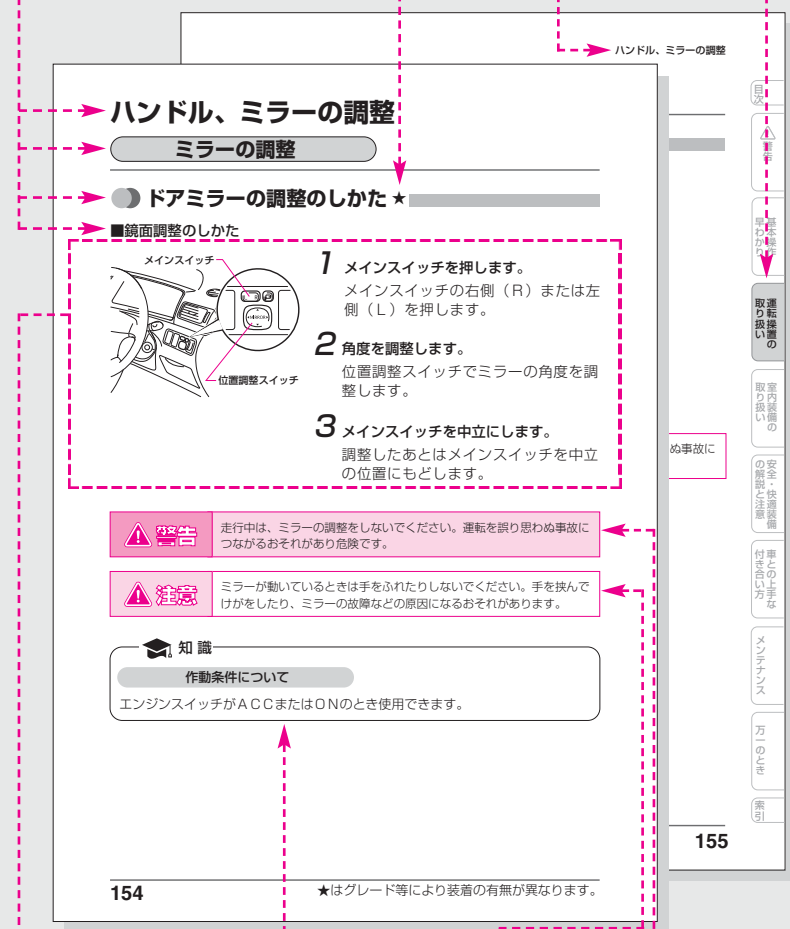 ハンドル、ミラーの調整
ハンドル、ミラーの調整
ミラーの調整
ドアミラーの調整のしかた★
■鏡面調整のしかた
メインスイッチ
位置調整スイッチ
1 メインスイッチを押します。
メインスイッチの右側(R)または左
側(L)を押します。
2 角度を調整します。
位置調整スイッチでミラーの角度を調
整します。
3 メインスイッチを中立にします。
調整したあとはメインスイッチを中立
の位置にもどします。
警告
走行中は、ミラーの調整をしないでください。運転を誤り思わぬ事故に
つながるおそれがあり危険です。
注意
ミラーが動いているときは手をふれたりしないでください。手を挟んで
けがをしたり、ミラーの故障などの原因になるおそれがあります。
知識
作動条件について
エンジンスイッチがACCまたはONのとき使用できます。
154
★はグレード等により装着の有無が異なります。
ぬ事故に
目次
警告
基本操作
早わかり
運転操置の
取り扱い
室内装備の
取り扱い
安全・快適装備
の解説と注意
車との上手な
付き合い方
メンテナンス
万一のとき
索引
155